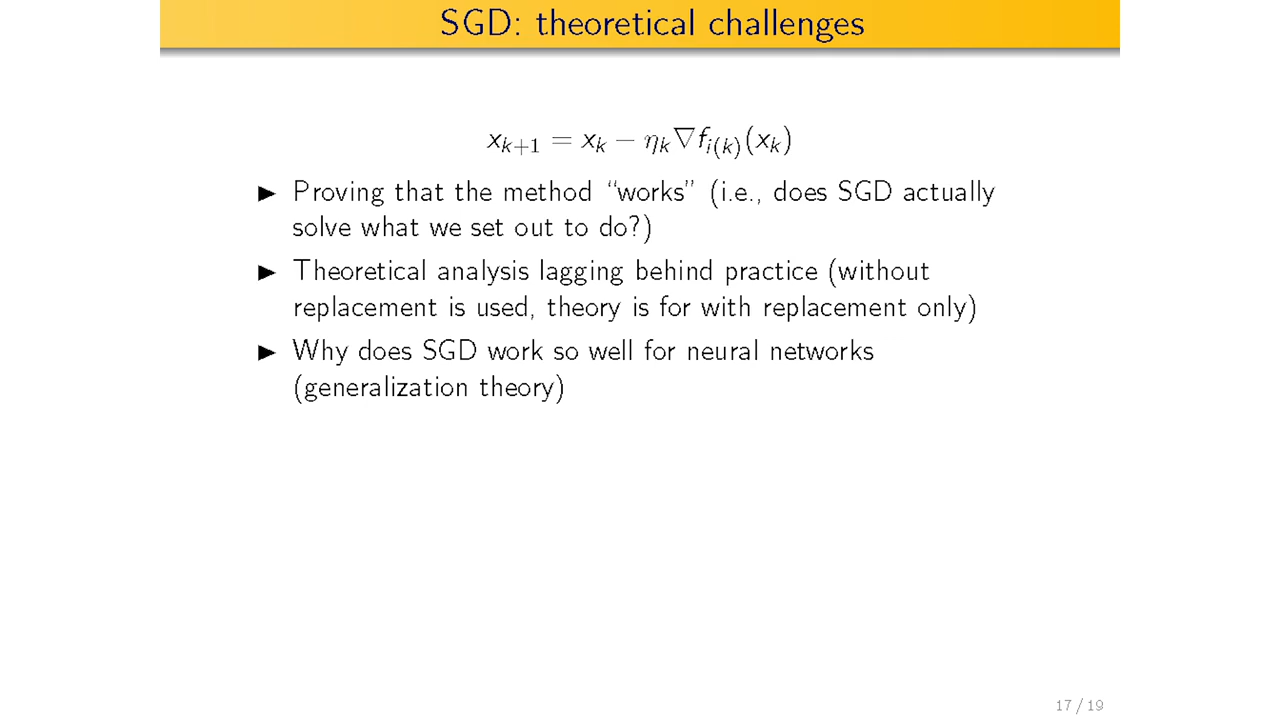 SGD: theoretical challenges
x_{k+1} = x_k − η_k∇f_{i(k)}(x_k)
▶ Proving that the method “works” (i.e., does SGD actually
solve what we set out to do?)
▶ Theoretical analysis lagging behind practice (without
replacement is used, theory is for with replacement only)
▶ Why does SGD work so well for neural networks
(generalization theory)
17 / 19